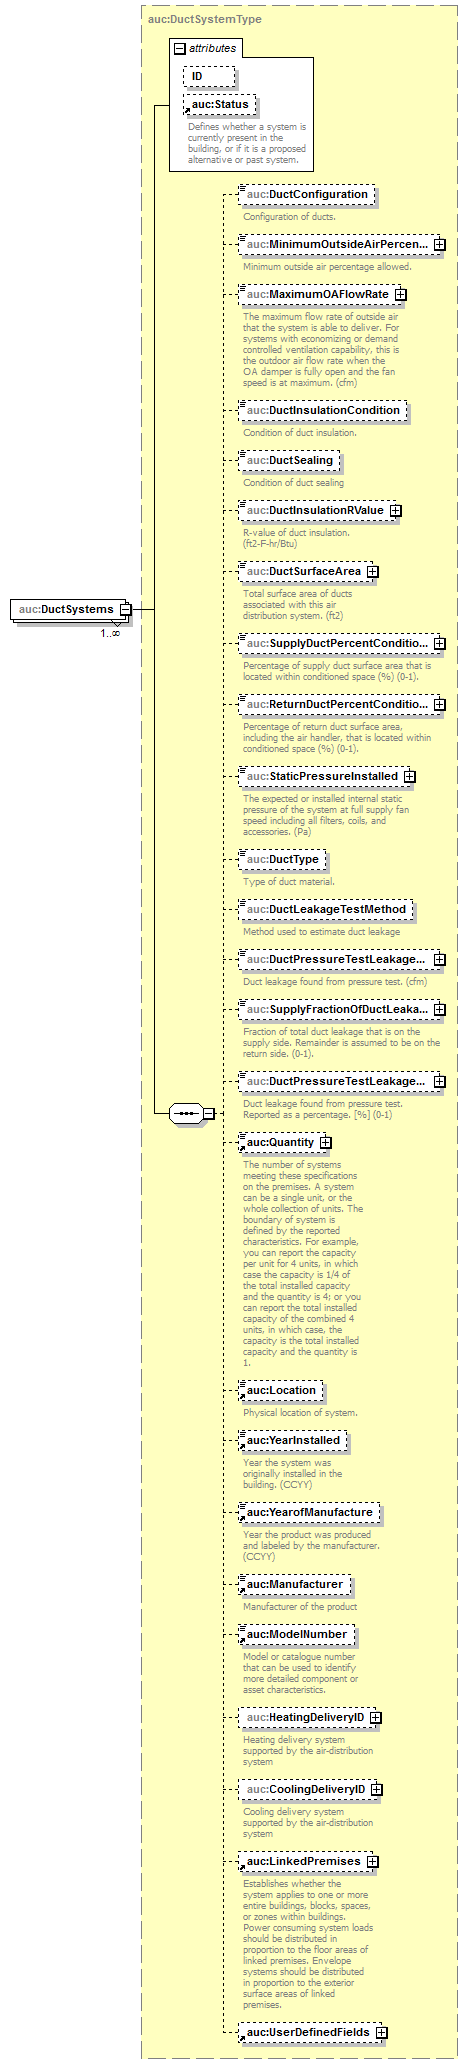 auc:DuctSystemType
attributes
ID
auc:Status
Defines whether a system is
currently present in the
building, or if it is a proposed
alternative or past system.
auc:DuctConfiguration
Configuration of ducts.
auc:MinimumOutsideAirPercen...
Minimum outside air percentage allowed.
auc:MaximumOAFlowRate
The maximum flow rate of outside air
that the system is able to deliver. For
systems with economizing or demand
controlled ventilation capability, this is
the outdoor air flow rate when the
OA damper is fully open and the fan
speed is at maximum. (cfm)
auc:DuctInsulationCondition
Condition of duct insulation.
auc:DuctSealing
Condition of duct sealing
auc:DuctInsulationRValue
R-value of duct insulation.
(ft2-F-hr/Btu)
auc:DuctSurfaceArea
Total surface area of ducts
associated with this air
distribution system. (ft2)
auc:DuctSystems
1..∞
auc:SupplyDuctPercentConditio...
Percentage of supply duct surface area that is
located within conditioned space (%) (0-1).
auc:ReturnDuctPercentConditio...
Percentage of return duct surface area,
including the air handler, that is located within
conditioned space (%) (0-1).
auc:StaticPressureInstalled
The expected or installed internal static
pressure of the system at full supply fan
speed including all filters, coils, and
accessories. (Pa)
auc:DuctType
Type of duct material.
auc:DuctLeakageTestMethod
Method used to estimate duct leakage
auc:DuctPressureTestLeakage...
Duct leakage found from pressure test. (cfm)
auc:SupplyFractionOfDuctLeaka...
Fraction of total duct leakage that is on the
supply side. Remainder is assumed to be on the
return side. (0-1).
auc:DuctPressureTestLeakage...
Duct leakage found from pressure test.
Reported as a percentage. [%] (0-1)
auc:Quantity
The number of systems
meeting these specifications
on the premises. A system
can be a single unit, or the
whole collection of units. The
boundary of system is
defined by the reported
characteristics. For example,
you can report the capacity
per unit for 4 units, in which
case the capacity is 1/4 of
the total installed capacity
and the quantity is 4; or you
can report the total installed
capacity of the combined 4
units, in which case, the
capacity is the total installed
capacity and the quantity is
1.
auc:Location
Physical location of system.
auc:YearInstalled
Year the system was
originally installed in the
building. (CCYY)
auc:YearofManufacture
Year the product was produced
and labeled by the manufacturer.
(CCYY)
auc:Manufacturer
Manufacturer of the product
auc:ModelNumber
Model or catalogue number
that can be used to identify
more detailed component or
asset characteristics.
auc:HeatingDeliveryID
Heating delivery system
supported by the air-distribution
system
auc:CoolingDeliveryID
Cooling delivery system
supported by the air-distribution
system
auc:LinkedPremises
Establishes whether the
system applies to one or more
entire buildings, blocks, spaces,
or zones within buildings.
Power consuming system loads
should be distributed in
proportion to the floor areas of
linked premises. Envelope
systems should be distributed
in proportion to the exterior
surface areas of linked
premises.
auc:UserDefinedFields